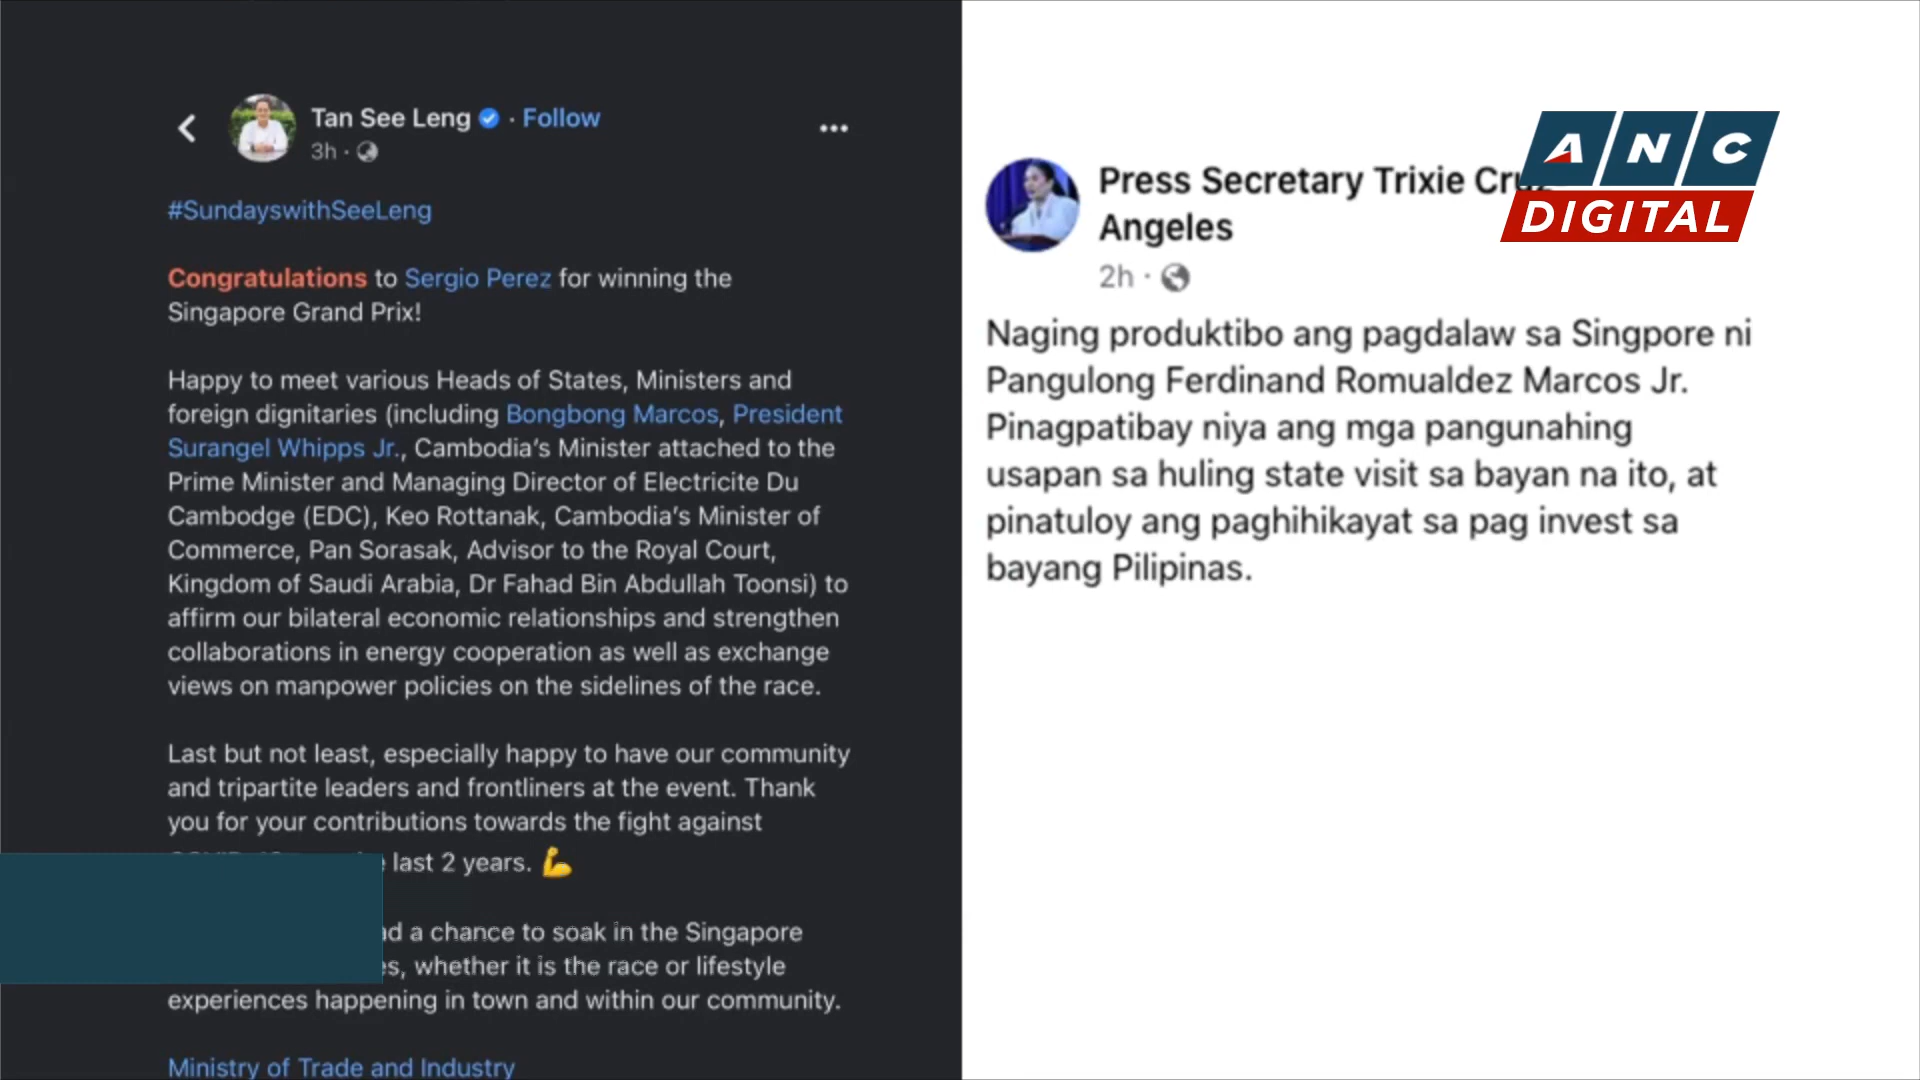 Tan See Leng · Follow
3h ·
#SundayswithSeeLeng
Congratulations to Sergio Perez for winning the
Singapore Grand Prix!
Happy to meet various Heads of States, Ministers and
foreign dignitaries (including Bongbong Marcos, President
Surangel Whipps Jr., Cambodia's Minister attached to the
Prime Minister and Managing Director of Electricite Du
Cambodge (EDC), Keo Rottanak, Cambodia's Minister of
Commerce, Pan Sorasak, Advisor to the Royal Court,
Kingdom of Saudi Arabia, Dr Fahad Bin Abdullah Toonsi) to
affirm our bilateral economic relationships and strengthen
collaborations in energy cooperation as well as exchange
views on manpower policies on the sidelines of the race.
Last but not least, especially happy to have our community
and tripartite leaders and frontliners at the event. Thank
you for your contributions towards the fight against
last 2 years. 💪
a chance to soak in the Singapore
whether it is the race or lifestyle
experiences happening in town and within our community.
Ministry of Trade and Industry
Press Secretary Trixie Cruz
Angeles
2h ·
Naging produktibo ang pagdalaw sa Singpore ni
Pangulong Ferdinand Romualdez Marcos Jr.
Pinagpatibay niya ang mga pangunahing
usapan sa huling state visit sa bayan na ito, at
pinatuloy ang paghihikayat sa pag invest sa
bayang Pilipinas.
ANC
DIGITAL